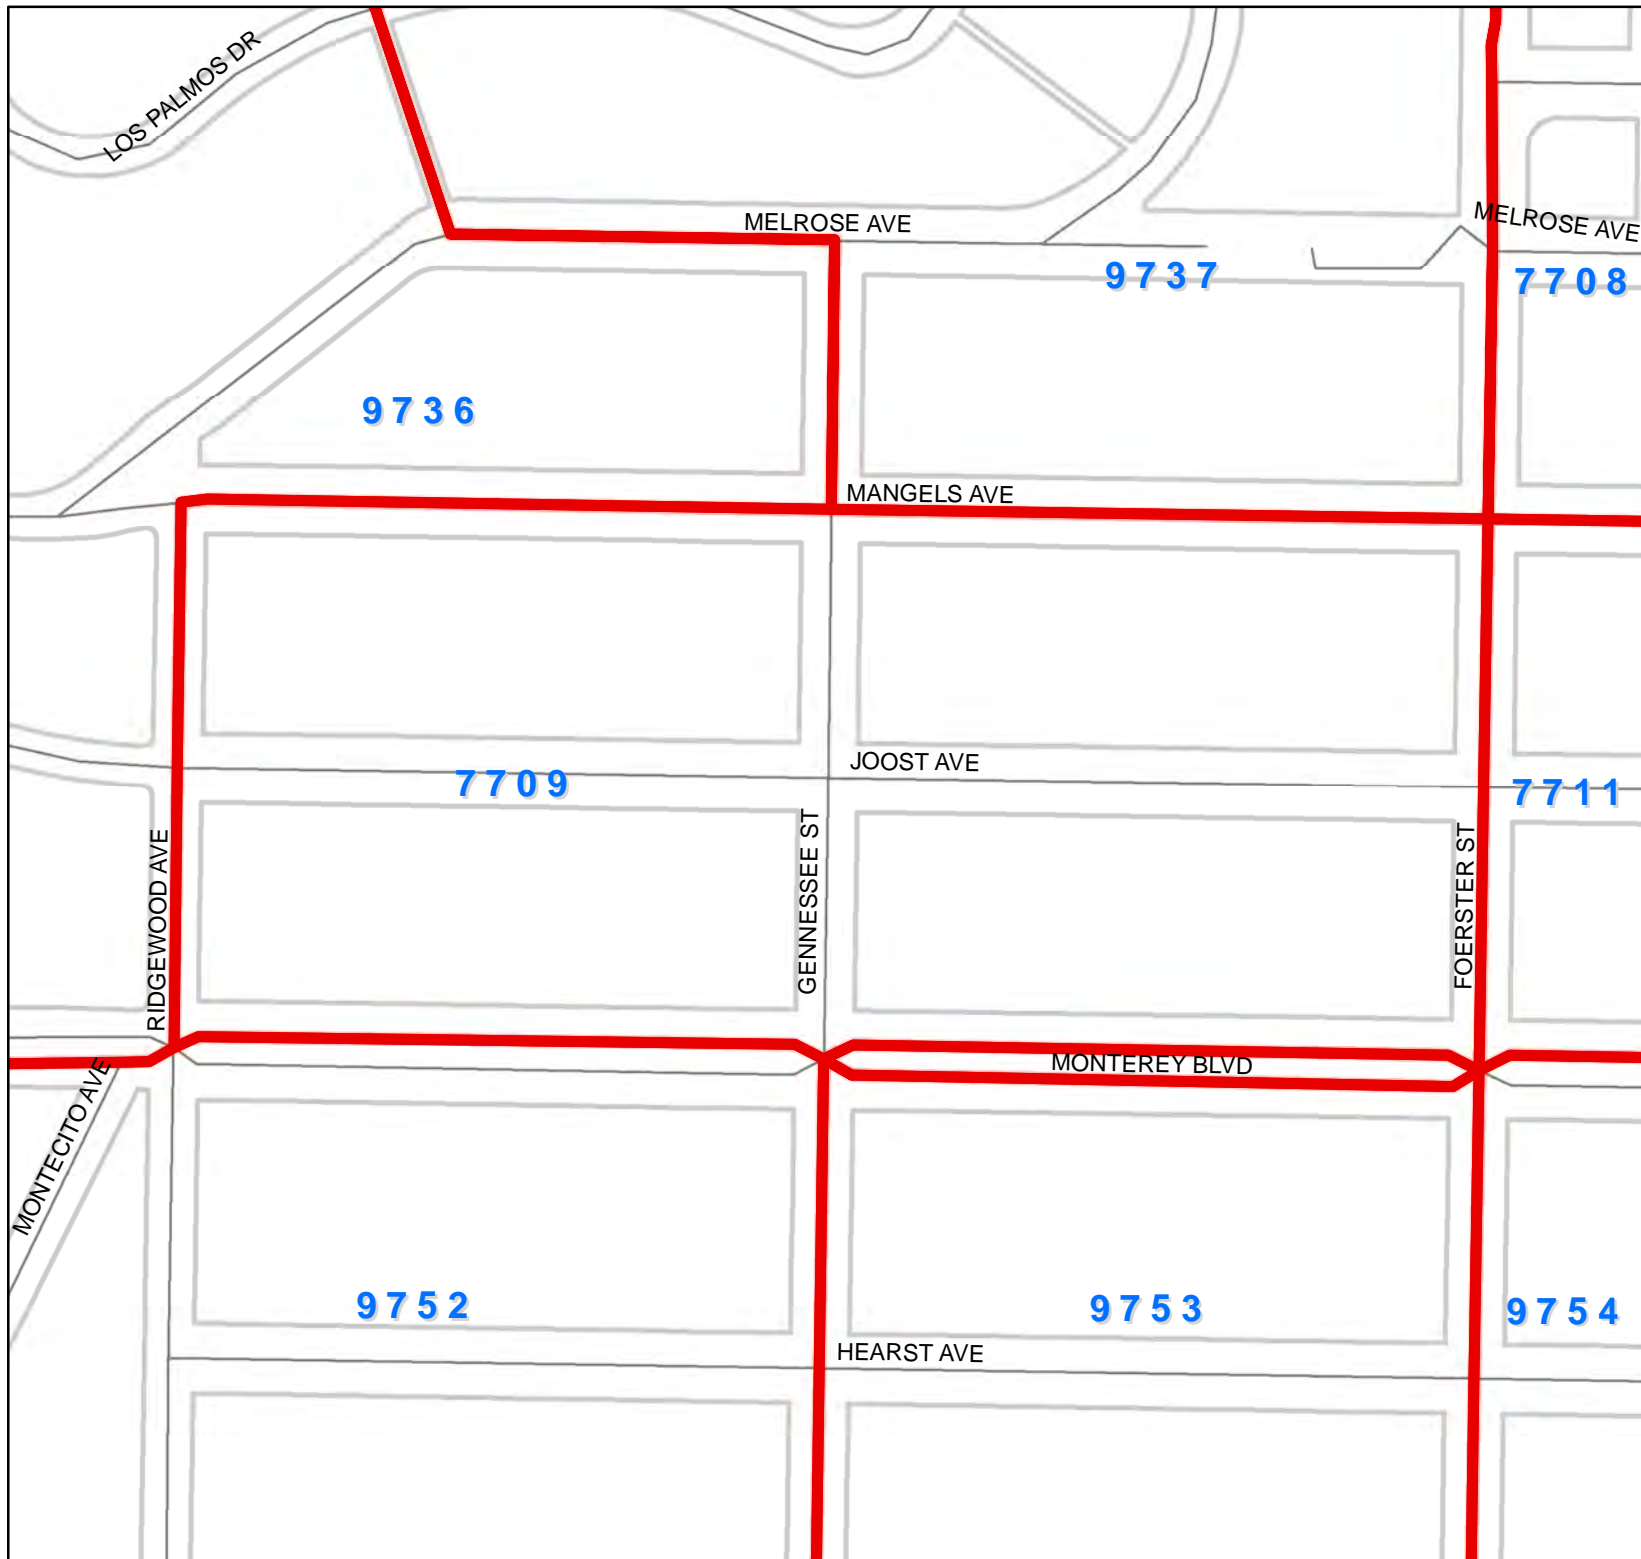 LOS PALMOS DR
MELROSE AVE
MELROSE AVE
9737
7708
9736
MANGELS AVE
JOOST AVE
7709
7711
RIDGEWOOD AVE
GENNESSEE ST
FOERSTER ST
MONTEREY BLVD
MONTECITO AVE
9752
9753
9754
HEARST AVE